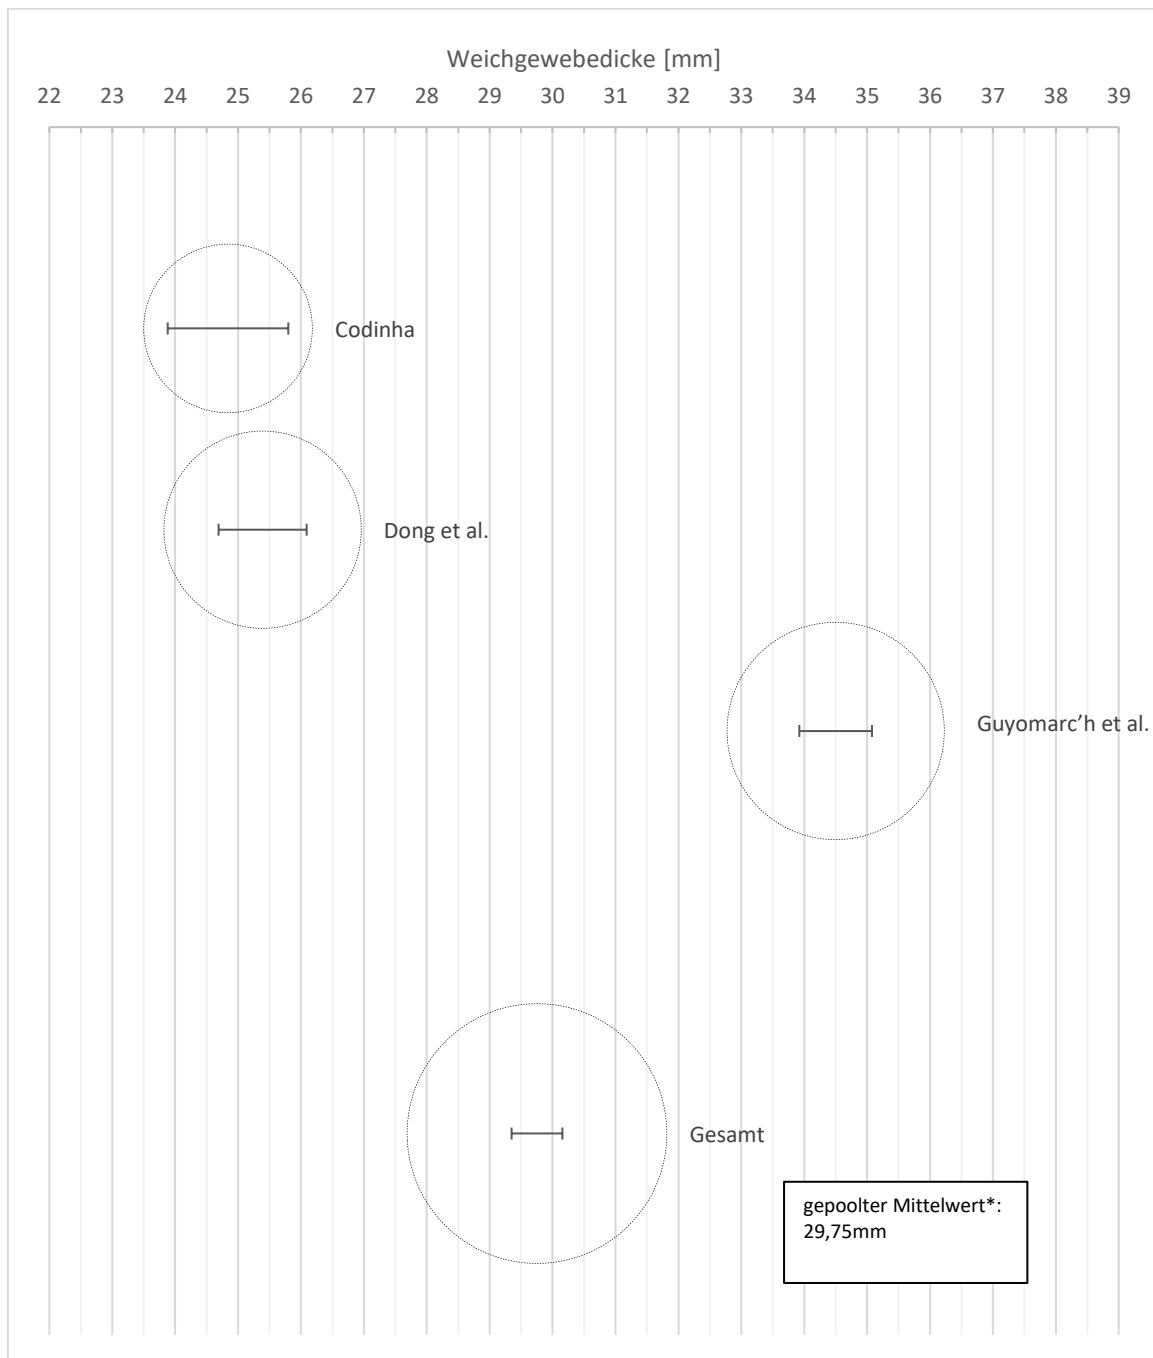 Weichgewebedicke [mm]
22 23 24 25 26 27 28 29 30 31 32 33 34 35 36 37 38 39
Codinha
Dong et al.
Guyomarc’h et al.
Gesamt
gepoolter Mittelwert*:
29,75mm